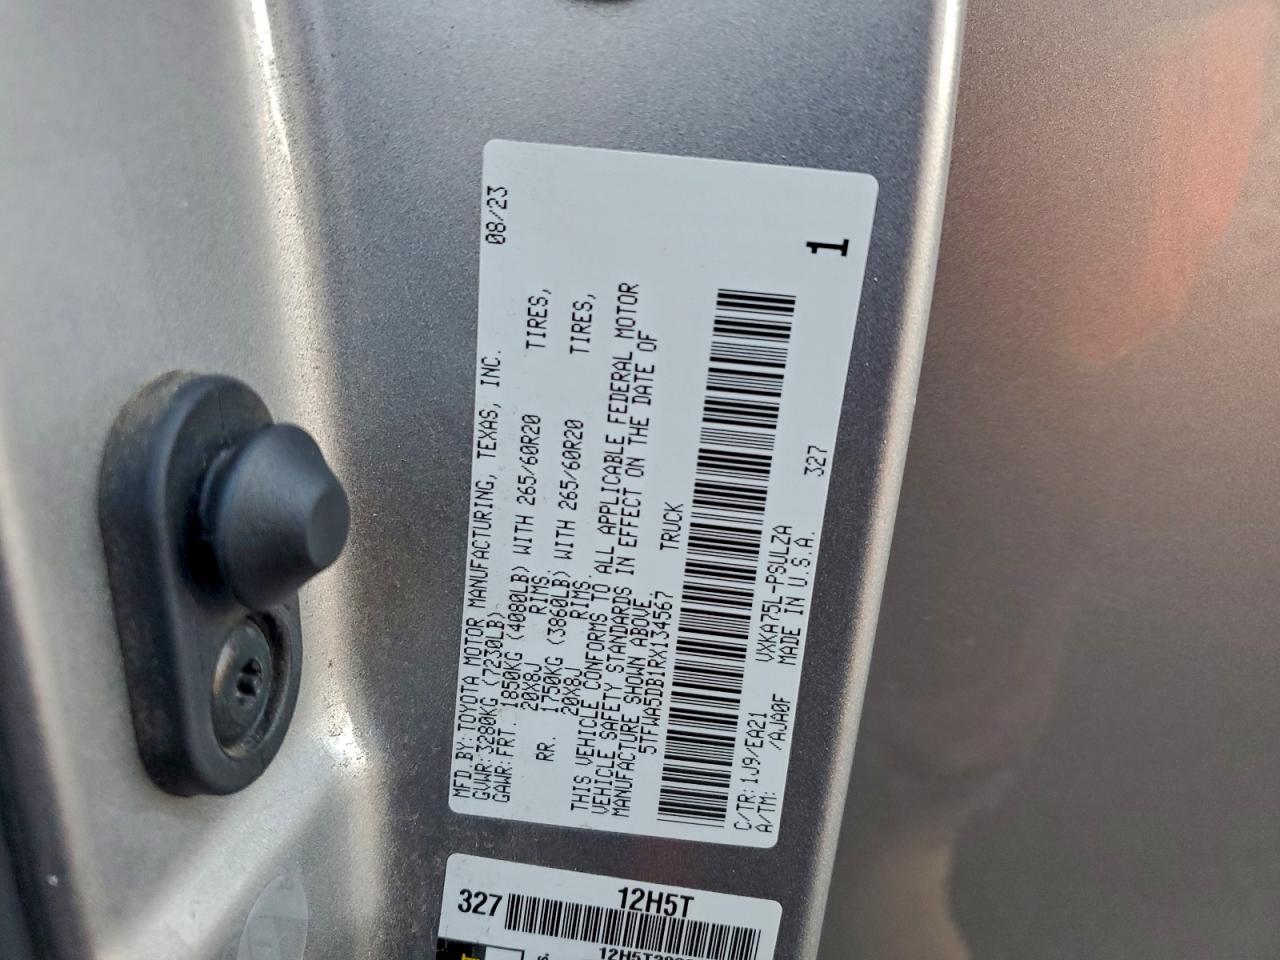 MFD.BY:TOYOTA MOTOR MANUFACTURING, TEXAS, INC. 08/23
GVWR:3280KG (7230LB)
GAWR:FRT 1850KG (4080LB) WITH 265/60R20 TIRES,
20X8J RIMS.
RR. 1750KG (3860LB) WITH 265/60R20 TIRES,
20X8J RIMS.
THIS VEHICLE CONFORMS TO ALL APPLICABLE FEDERAL MOTOR
VEHICLE SAFETY STANDARDS IN EFFECT ON THE DATE OF
MANUFACTURE SHOWN ABOVE.
5TFWA5DB1RX134567 TRUCK
C/TR:1J9/EA21 VXKA75L-PSULZA 327
A/TM: /AJA0F MADE IN U.S.A.
1
327 12H5T